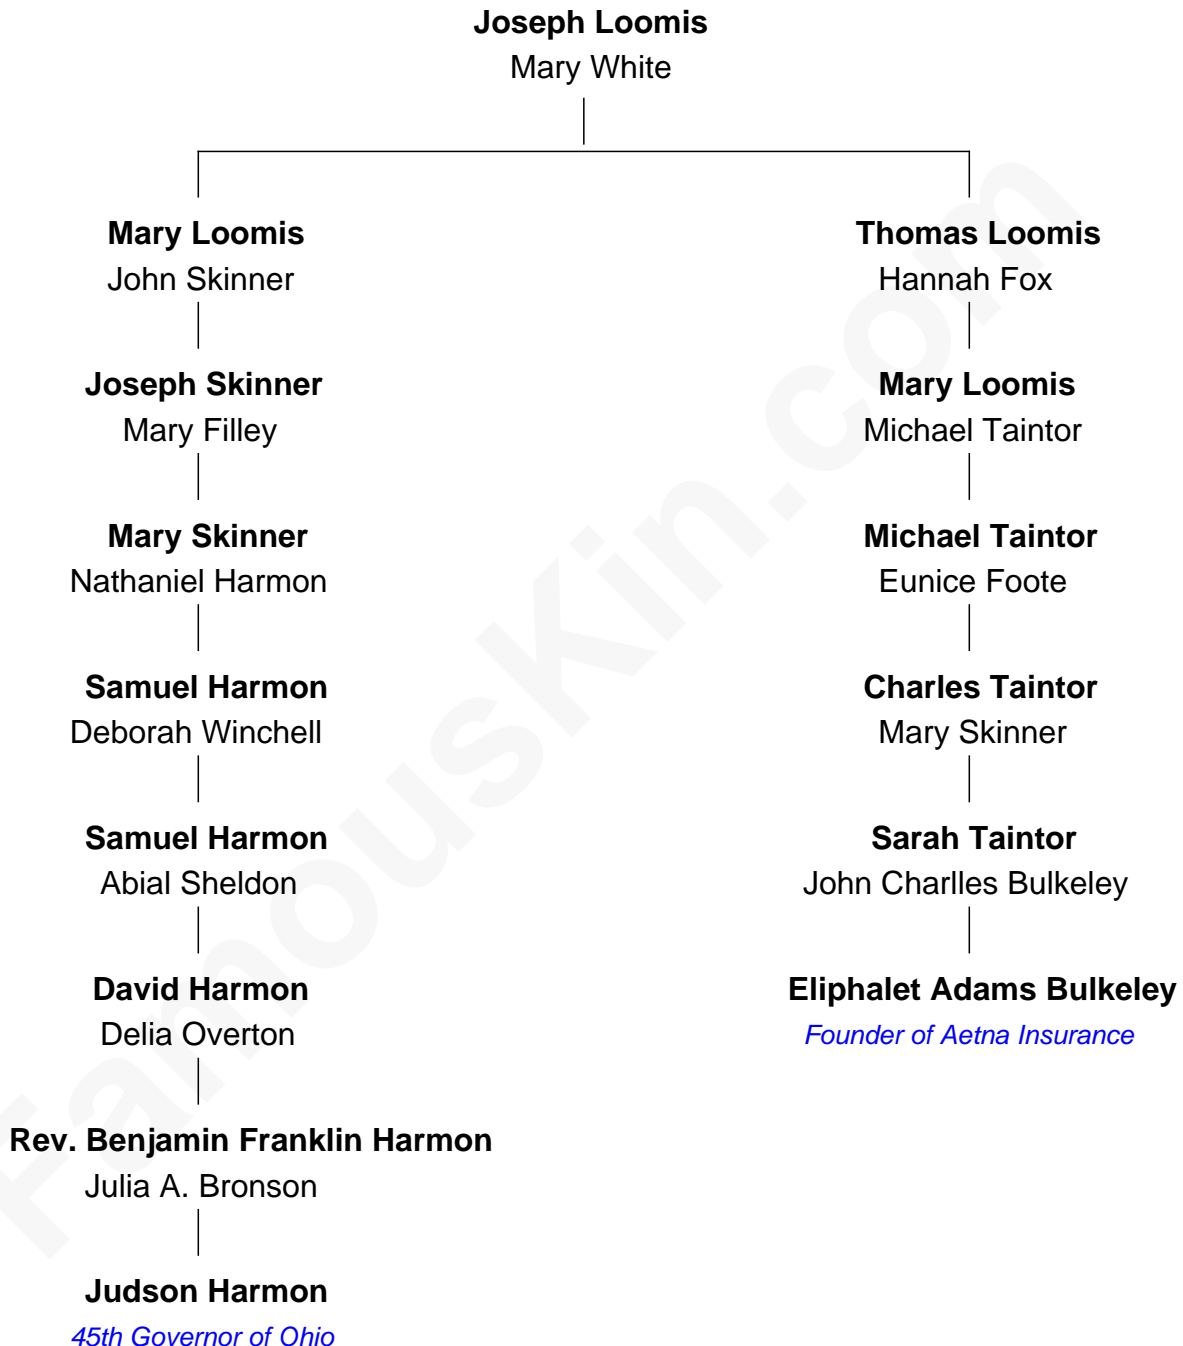 Joseph Loomis
Mary White
Mary Loomis
John Skinner
Joseph Skinner
Mary Filley
Mary Skinner
Nathaniel Harmon
Samuel Harmon
Deborah Winchell
Samuel Harmon
Abial Sheldon
David Harmon
Delia Overton
Rev. Benjamin Franklin Harmon
Julia A. Bronson
Judson Harmon
45th Governor of Ohio
Thomas Loomis
Hannah Fox
Mary Loomis
Michael Taintor
Michael Taintor
Eunice Foote
Charles Taintor
Mary Skinner
Sarah Taintor
John Charlles Bulkeley
Eliphalet Adams Bulkeley
Founder of Aetna Insurance
FamousKin.com